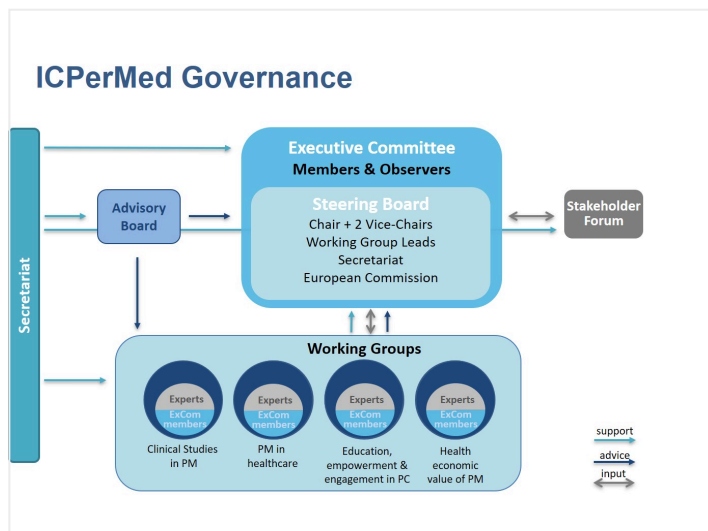 ICPerMed Governance
Secretariat
Executive Committee
Members & Observers
Steering Board
Chair + 2 Vice-Chairs
Working Group Leads
Secretariat
European Commission
Advisory
Board
Stakeholder
Forum
Working Groups
Experts
ExCom
members
Clinical Studies
in PM
Experts
ExCom
members
PM in
healthcare
Experts
ExCom
members
Education,
empowerment &
engagement in PC
Experts
ExCom
members
Health
economic
value of PM
support
advice
input